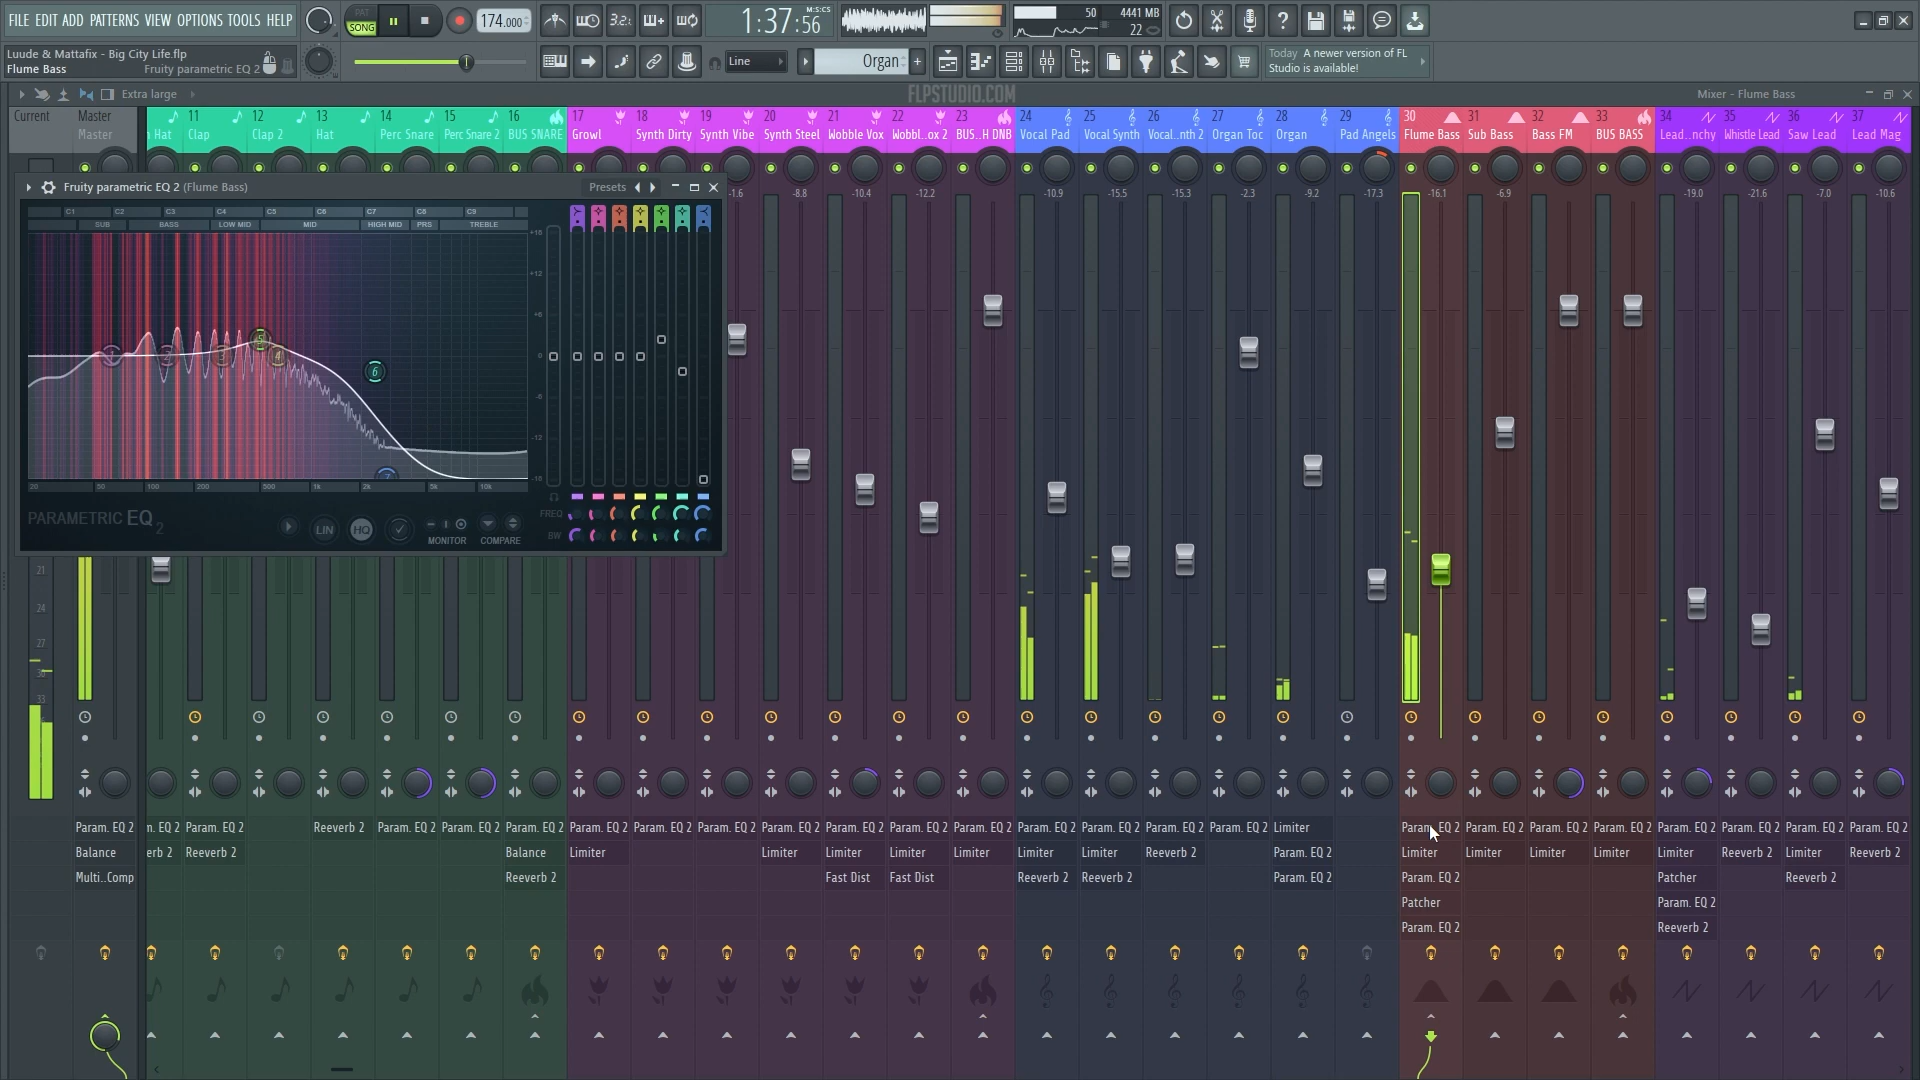 FILE EDIT ADD PATTERNS VIEW OPTIONS TOOLS HELP
PAT
SONG
174.000
3.2.
1:37:56
M:S:CS
50
4441 MB
22
Luude & Mattafix - Big City Life.flp
Flume Bass
Fruity parametric EQ 2
Line
Organ
Today
A newer version of FL
Studio is available!
Extra large
FLPSTUDIO.COM
Mixer - Flume Bass
Current
Master
11
12
13
14
15
16
17
18
19
20
21
22
23
24
25
26
27
28
29
30
31
32
33
34
35
36
37
Master
Hat
Clap
Clap 2
Hat
Perc Snare
Perc Snare 2
BUS SNARE
Growl
Synth Dirty
Synth Vibe
Synth Steel
Wobble Vox
Wobbl..ox 2
BUS..H DNB
Vocal Pad
Vocal Synth
Vocal..nth 2
Organ Toc
Organ
Pad Angels
Flume Bass
Sub Bass
Bass FM
BUS BASS
Lead..nchy
Whistle Lead
Saw Lead
Lead Mag
Fruity parametric EQ 2 (Flume Bass)
Presets
-1.6
-8.8
-10.4
-12.2
-10.9
-15.5
-15.3
-2.3
-9.2
-17.3
-16.1
-6.9
-19.0
-21.6
-7.0
-10.6
C1
C2
C3
C4
C5
C6
C7
C8
C9
SUB
BASS
LOW MID
MID
HIGH MID
PRS
TREBLE
+18
+12
+6
0
-6
-12
-18
1
2
3
4
5
6
7
20
50
100
200
500
1k
2k
5k
10k
PARAMETRIC EQ 2
LIN
HQ
MONITOR
COMPARE
FREQ
BW
21
24
27
30
33
Param. EQ 2
m. EQ 2
Param. EQ 2
Reeverb 2
Param. EQ 2
Param. EQ 2
Param. EQ 2
Param. EQ 2
Param. EQ 2
Param. EQ 2
Param. EQ 2
Param. EQ 2
Param. EQ 2
Param. EQ 2
Param. EQ 2
Param. EQ 2
Param. EQ 2
Param. EQ 2
Limiter
Param. EQ 2
Param. EQ 2
Param. EQ 2
Param. EQ 2
Param. EQ 2
Param. EQ 2
Param. EQ 2
Param. EQ 2
Balance
erb 2
Reeverb 2
Balance
Limiter
Limiter
Limiter
Limiter
Limiter
Limiter
Limiter
Reeverb 2
Param. EQ 2
Limiter
Limiter
Limiter
Limiter
Limiter
Reeverb 2
Limiter
Reeverb 2
Multi..Comp
Reeverb 2
Fast Dist
Fast Dist
Reeverb 2
Reeverb 2
Param. EQ 2
Param. EQ 2
Patcher
Reeverb 2
Patcher
Param. EQ 2
Param. EQ 2
Reeverb 2